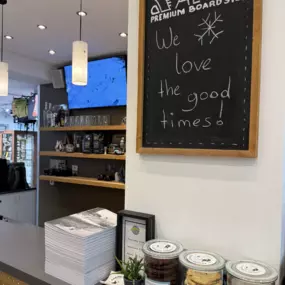 PREMIUM BOARDS
We
love
the good
times!